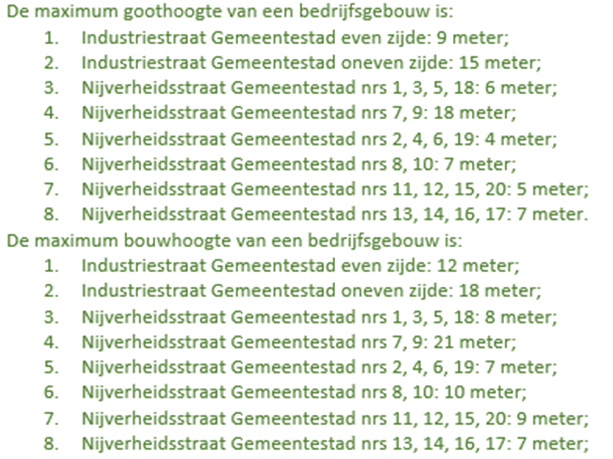 De maximum goothoogte van een bedrijfsgebouw is:
1. Industriestraat Gemeentestad even zijde: 9 meter;
2. Industriestraat Gemeentestad oneven zijde: 15 meter;
3. Nijverheidsstraat Gemeentestad nrs 1, 3, 5, 18: 6 meter;
4. Nijverheidsstraat Gemeentestad nrs 7, 9: 18 meter;
5. Nijverheidsstraat Gemeentestad nrs 2, 4, 6, 19: 4 meter;
6. Nijverheidsstraat Gemeentestad nrs 8, 10: 7 meter;
7. Nijverheidsstraat Gemeentestad nrs 11, 12, 15, 20: 5 meter;
8. Nijverheidsstraat Gemeentestad nrs 13, 14, 16, 17: 7 meter.
De maximum bouwhoogte van een bedrijfsgebouw is:
1. Industriestraat Gemeentestad even zijde: 12 meter;
2. Industriestraat Gemeentestad oneven zijde: 18 meter;
3. Nijverheidsstraat Gemeentestad nrs 1, 3, 5, 18: 8 meter;
4. Nijverheidsstraat Gemeentestad nrs 7, 9: 21 meter;
5. Nijverheidsstraat Gemeentestad nrs 2, 4, 6, 19: 7 meter;
6. Nijverheidsstraat Gemeentestad nrs 8, 10: 10 meter;
7. Nijverheidsstraat Gemeentestad nrs 11, 12, 15, 20: 9 meter;
8. Nijverheidsstraat Gemeentestad nrs 13, 14, 16, 17: 7 meter;